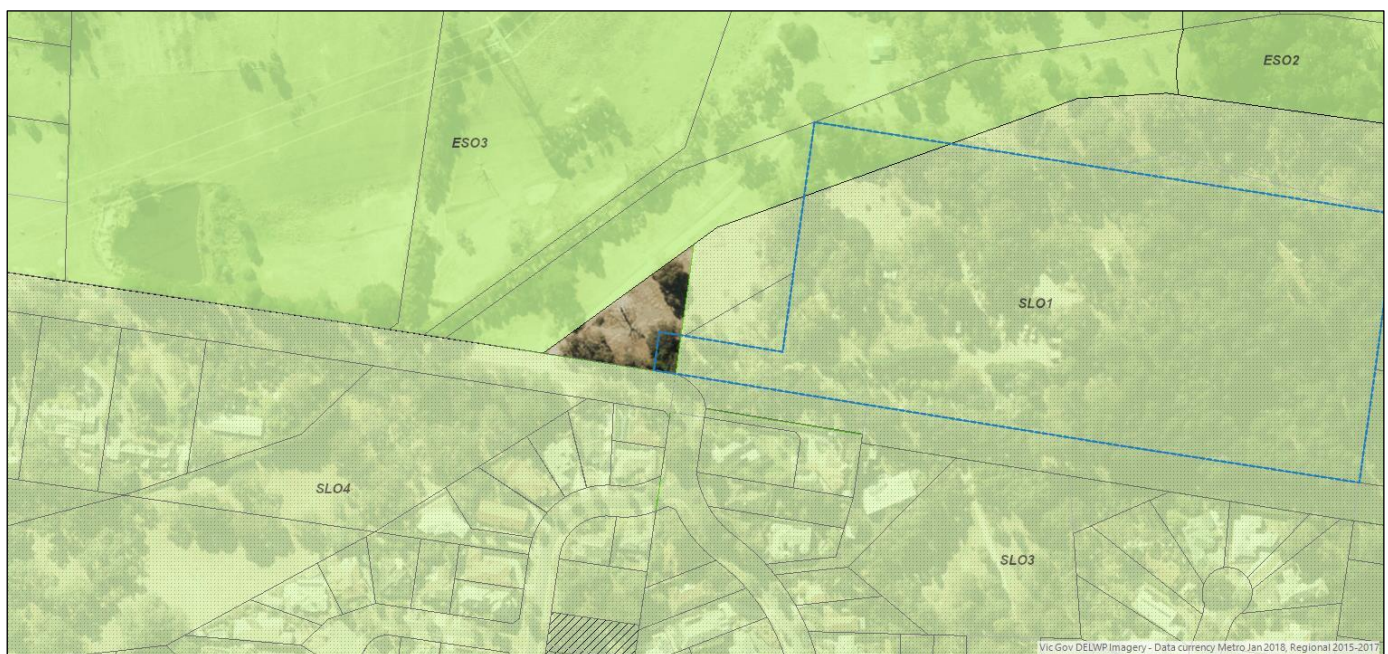 ESO2
ESO3
SLO1
SLO4
SLO3
Vic Gov DELWP Imagery - Data currency Metro Jan 2018, Regional 2015-2017